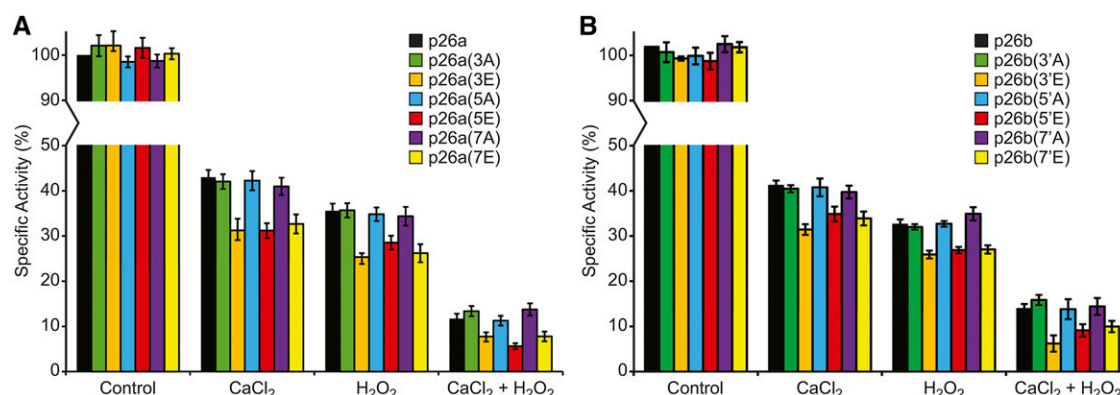 A
Specific Activity (%)
100
90
50
40
30
20
10
0
p26a
p26a(3A)
p26a(3E)
p26a(5A)
p26a(5E)
p26a(7A)
p26a(7E)
Control
CaCl₂
H₂O₂
CaCl₂ + H₂O₂
B
Specific Activity (%)
100
90
50
40
30
20
10
0
p26b
p26b(3'A)
p26b(3'E)
p26b(5'A)
p26b(5'E)
p26b(7'A)
p26b(7'E)
Control
CaCl₂
H₂O₂
CaCl₂ + H₂O₂